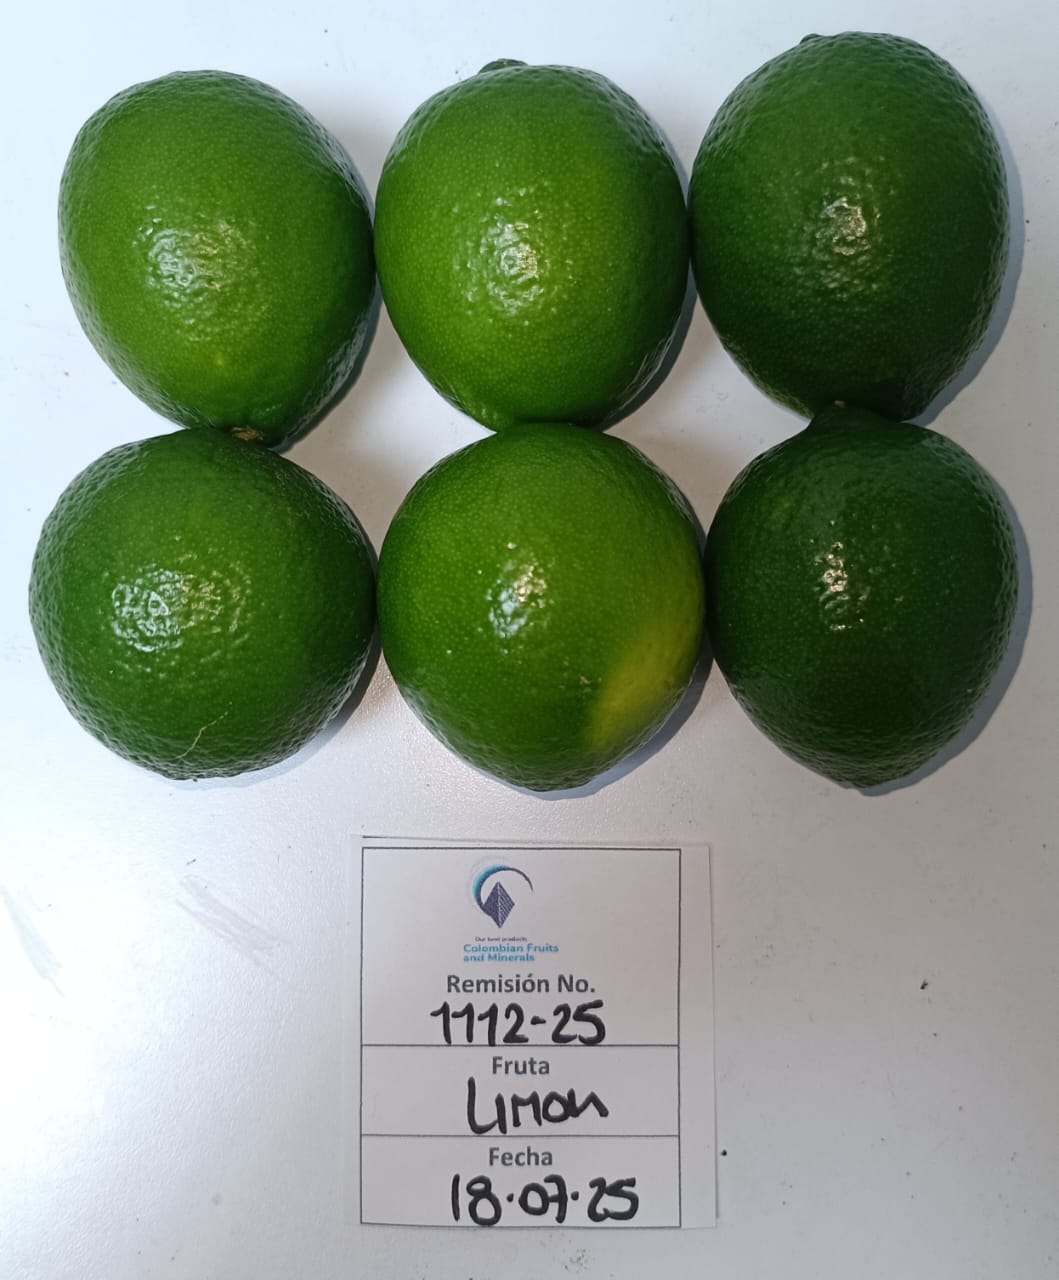 Our best products
Colombian Fruits
and Minerals
Remisión No.
1112-25
Fruta
LIMON
Fecha
18.07.25